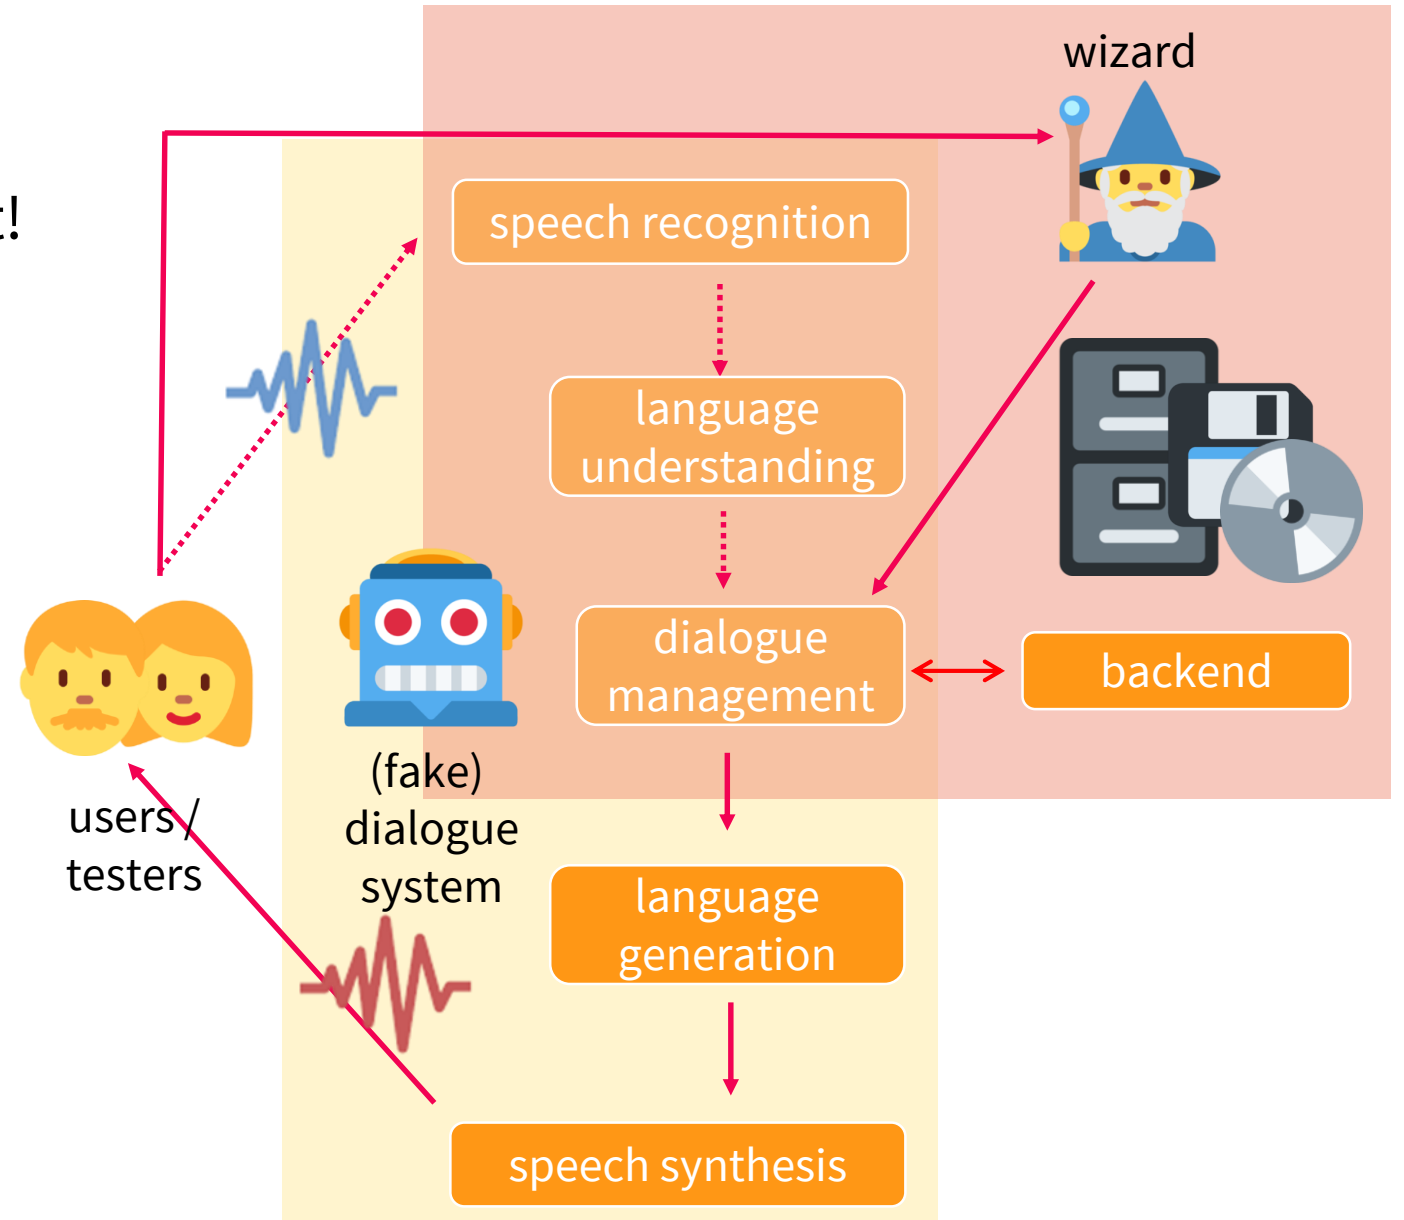 wizard
speech recognition
language
understanding
dialogue
management
backend
(fake)
dialogue
system
users /
testers
language
generation
speech synthesis